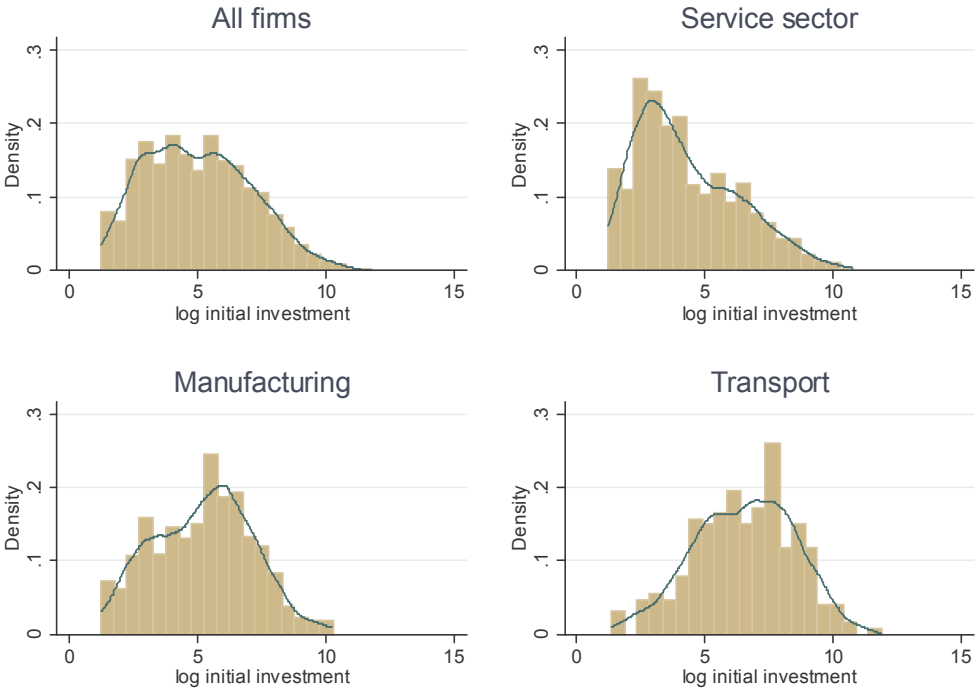 All firms
Density
0
.1
.2
.3
0 5 10 15
log initial investment
Service sector
Density
0
.1
.2
.3
0 5 10 15
log initial investment
Manufacturing
Density
0
.1
.2
.3
0 5 10 15
log initial investment
Transport
Density
0
.1
.2
.3
0 5 10 15
log initial investment